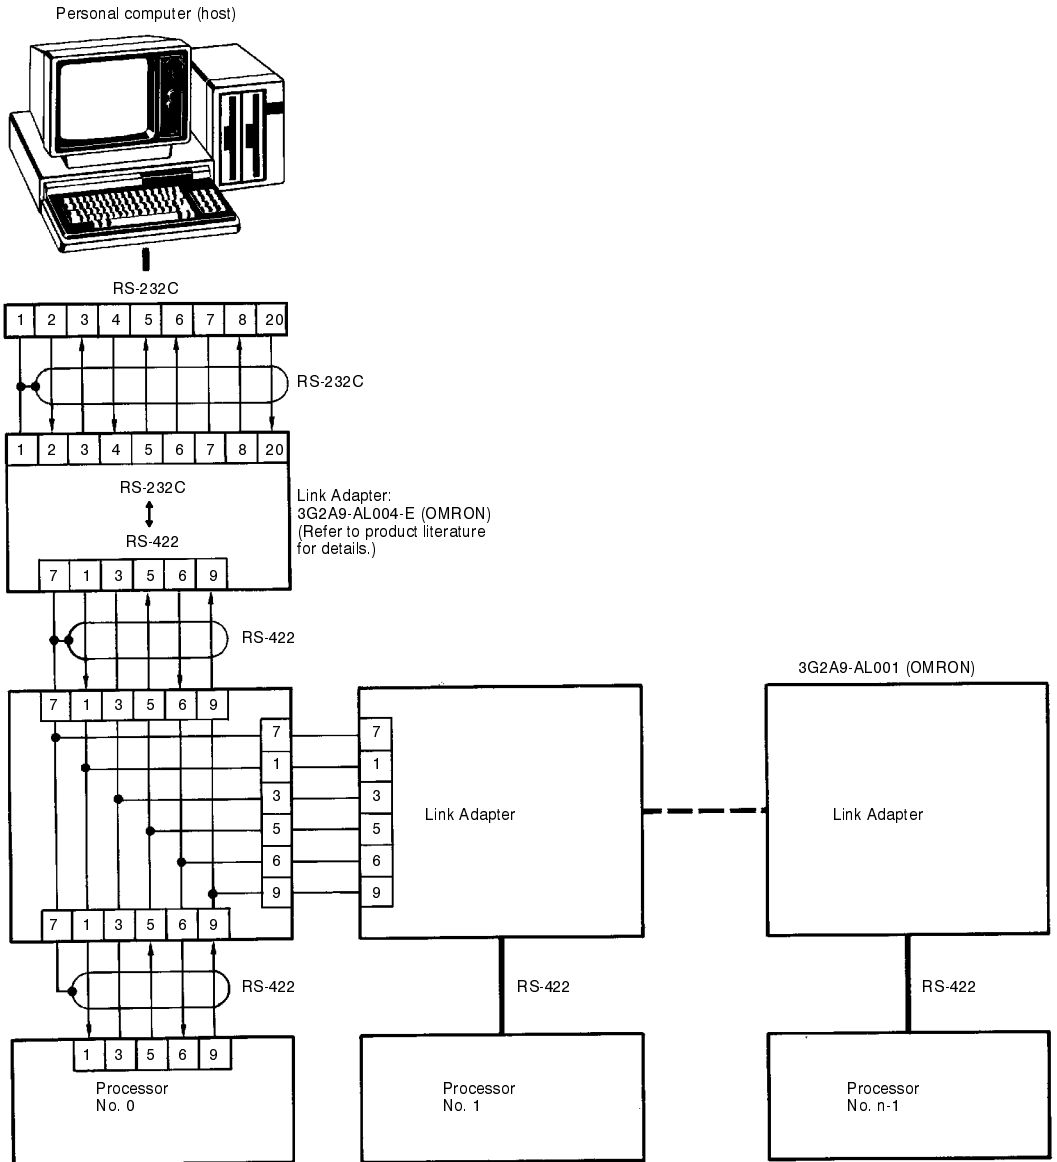 Personal computer (host)
RS-232C
1 2 3 4 5 6 7 8 20
RS-232C
1 2 3 4 5 6 7 8 20
RS-232C
RS-422
Link Adapter:
3G2A9-AL004-E (OMRON)
(Refer to product literature
for details.)
7 1 3 5 6 9
RS-422
3G2A9-AL001 (OMRON)
7 1 3 5 6 9
7 7
1 1
3 3
5 5
6 6
9 9
Link Adapter
Link Adapter
7 1 3 5 6 9
RS-422
RS-422
RS-422
1 3 5 6 9
Processor
No. 0
Processor
No. 1
Processor
No. n-1